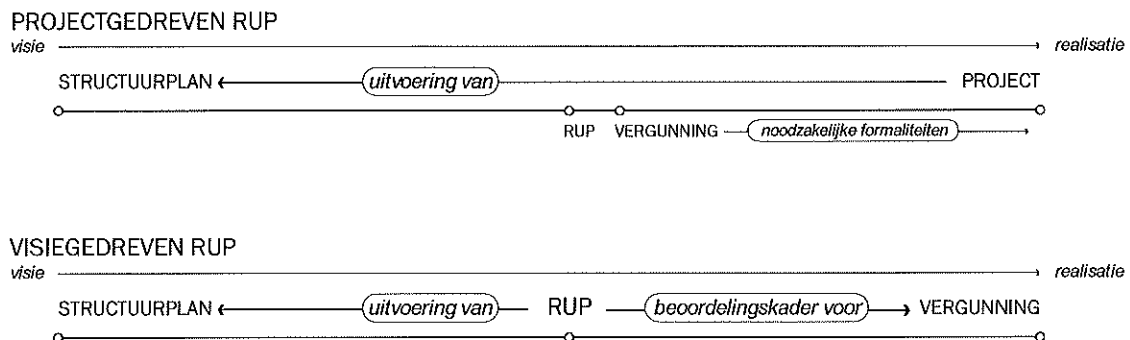 PROJECTGEDREVEN RUP
visie realisatie
STRUCTUURPLAN uitvoering van PROJECT
RUP VERGUNNING noodzakelijke formaliteiten
VISIEGEDREVEN RUP
visie realisatie
STRUCTUURPLAN uitvoering van RUP beoordelingskader voor VERGUNNING